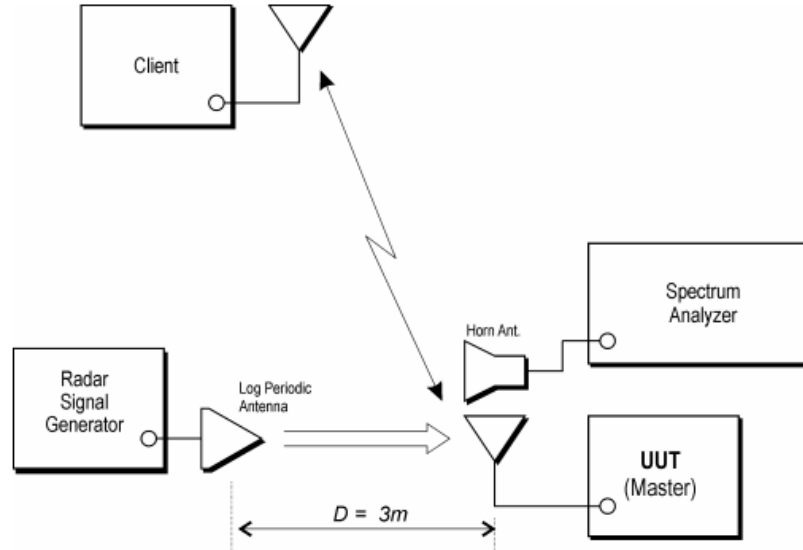 Client
Spectrum
Analyzer
Horn Ant.
Radar
Signal
Generator
Log Periodic
Antenna
UUT
(Master)
D = 3m